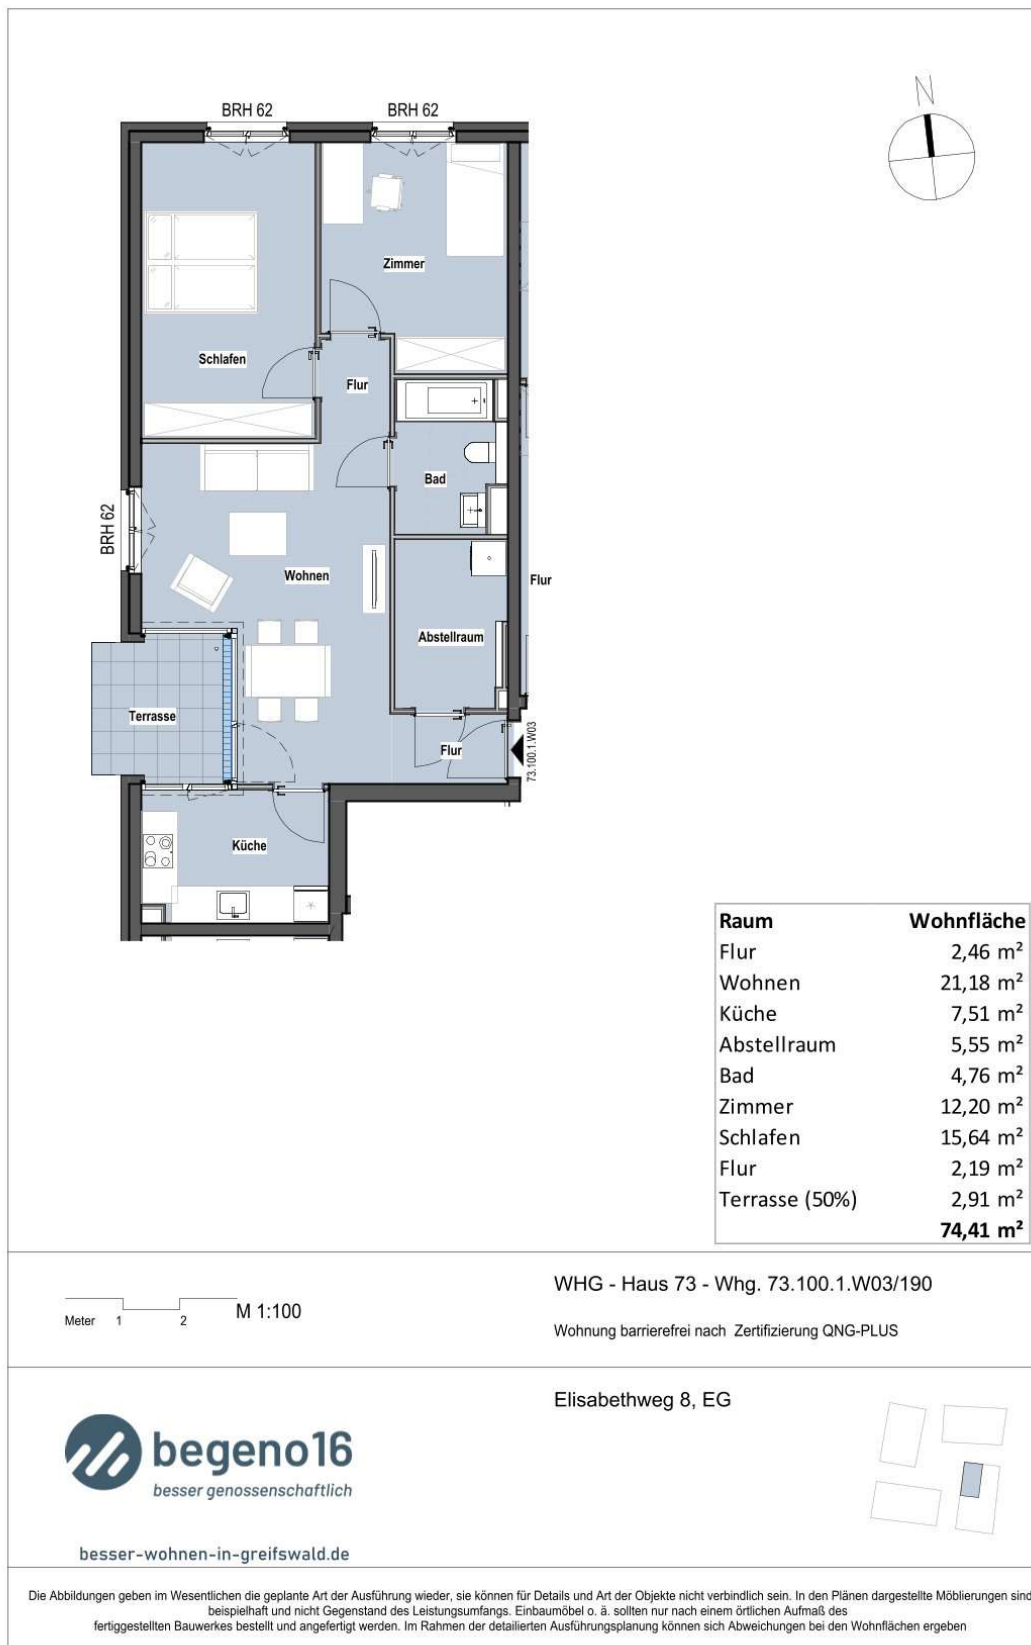 N
BRH 62 BRH 62
Zimmer
Schlafen
Flur
Bad
BRH 62
Wohnen
Flur
Abstellraum
Terrasse
Flur
73.100.1.W03
Küche
Raum Wohnfläche
Flur 2,46 m²
Wohnen 21,18 m²
Küche 7,51 m²
Abstellraum 5,55 m²
Bad 4,76 m²
Zimmer 12,20 m²
Schlafen 15,64 m²
Flur 2,19 m²
Terrasse (50%) 2,91 m²
74,41 m²
Meter 1 2 M 1:100
WHG - Haus 73 - Whg. 73.100.1.W03/190
Wohnung barrierefrei nach Zertifizierung QNG-PLUS
Elisabethweg 8, EG
begeno16
besser genossenschaftlich
besser-wohnen-in-greifswald.de
Die Abbildungen geben im Wesentlichen die geplante Art der Ausführung wieder, sie können für Details und Art der Objekte nicht verbindlich sein. In den Plänen dargestellte Möblierungen sind
beispielhaft und nicht Gegenstand des Leistungsumfangs. Einbaumöbel o. ä. sollten nur nach einem örtlichen Aufmaß des
fertiggestellten Bauwerkes bestellt und angefertigt werden. Im Rahmen der detailierten Ausführungsplanung können sich Abweichungen bei den Wohnflächen ergeben